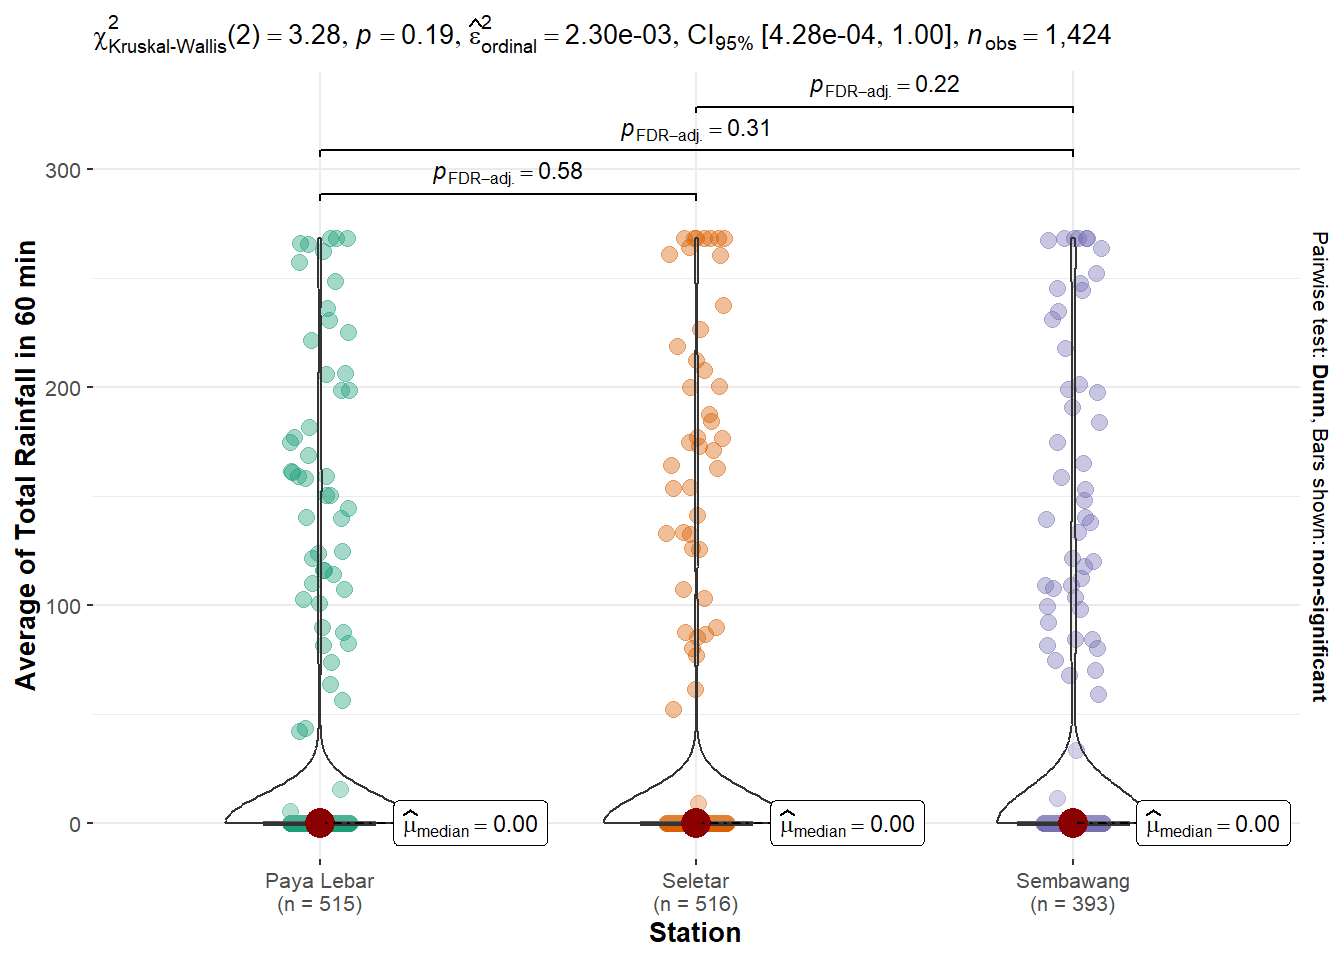 χ²Kruskal-Wallis(2) = 3.28, p = 0.19, ε̂²ordinal = 2.30e-03, CI95% [4.28e-04, 1.00], nobs = 1,424
pFDR–adj. = 0.22
pFDR–adj. = 0.31
pFDR–adj. = 0.58
300
200
100
0
Average of Total Rainfall in 60 min
μ̂median = 0.00
μ̂median = 0.00
μ̂median = 0.00
Paya Lebar
(n = 515)
Seletar
(n = 516)
Sembawang
(n = 393)
Station
Pairwise test: Dunn, Bars shown: non-significant